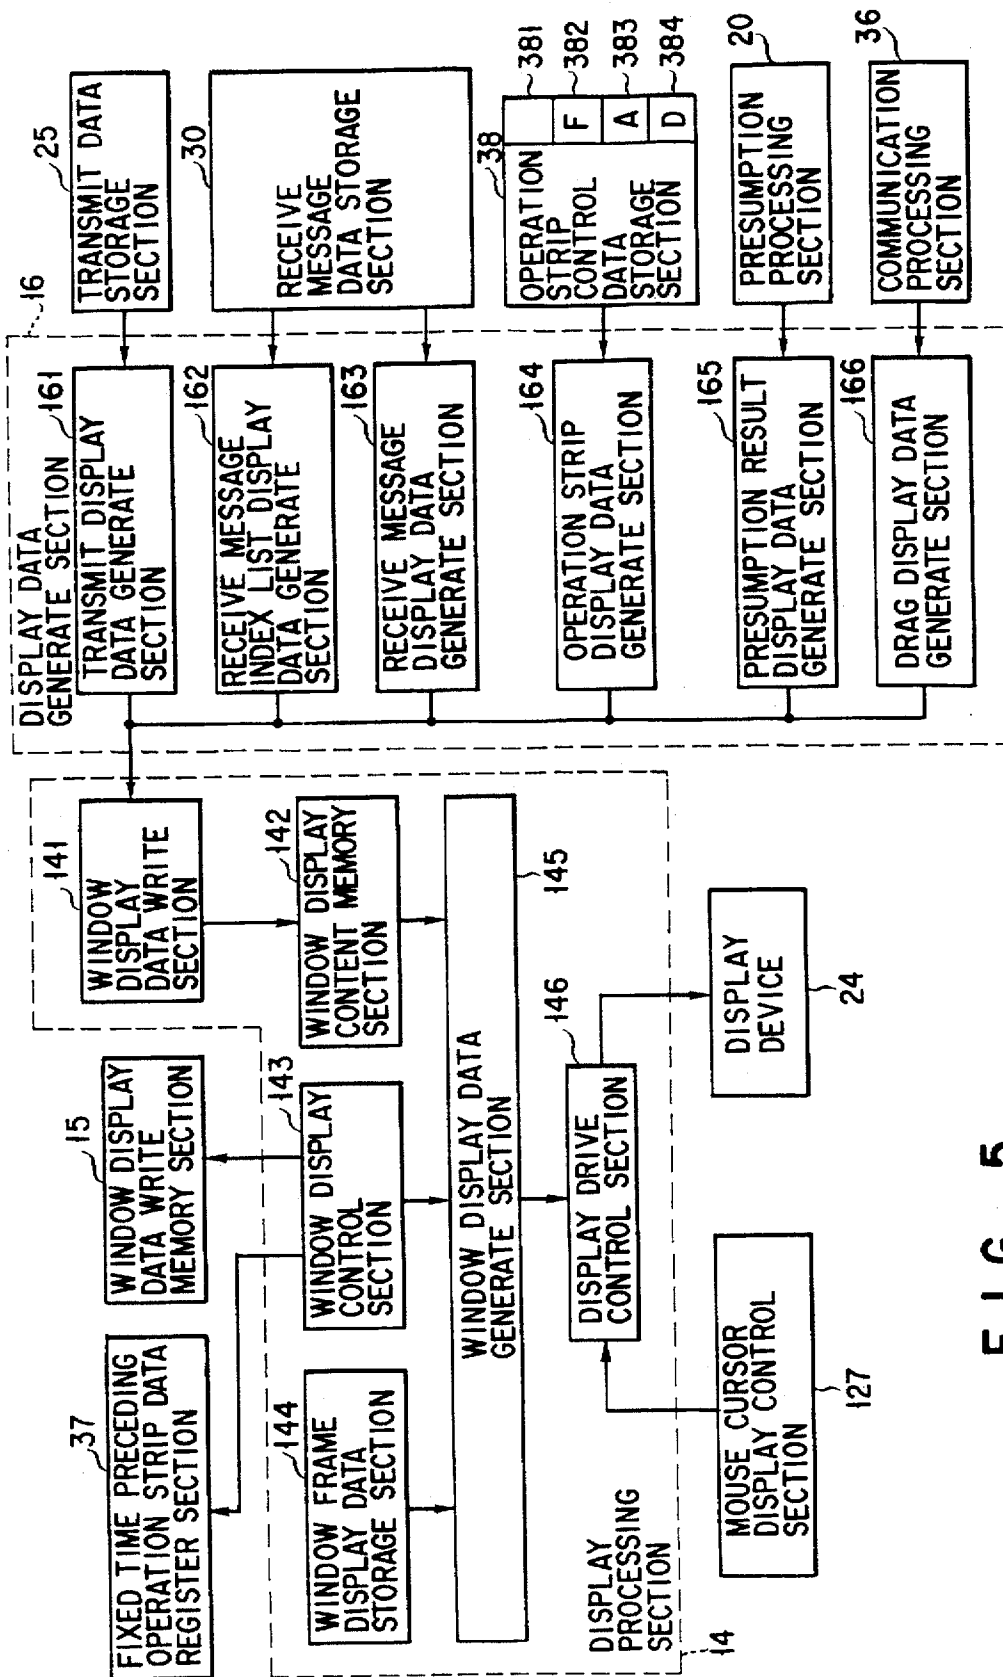 25
TRANSMIT DATA
STORAGE
SECTION
30
RECEIVE
MESSAGE
DATA STORAGE
SECTION
38
OPERATION
STRIP
CONTROL
DATA
STORAGE
SECTION
F
A
D
381
382
383
384
20
PRESUMPTION
PROCESSING
SECTION
36
COMMUNICATION
PROCESSING
SECTION
16
DISPLAY DATA
GENERATE SECTION
161
TRANSMIT DISPLAY
DATA GENERATE
SECTION
162
RECEIVE MESSAGE
INDEX LIST DISPLAY
DATA GENERATE
SECTION
163
RECEIVE MESSAGE
DISPLAY DATA
GENERATE SECTION
164
OPERATION STRIP
DISPLAY DATA
GENERATE SECTION
165
PRESUMPTION RESULT
DISPLAY DATA
GENERATE SECTION
166
DRAG DISPLAY DATA
GENERATE SECTION
141
WINDOW
DISPLAY
DATA WRITE
SECTION
142
WINDOW DISPLAY
CONTENT MEMORY
SECTION
15
WINDOW DISPLAY
DATA WRITE
MEMORY SECTION
143
WINDOW DISPLAY
CONTROL
SECTION
37
FIXED TIME PRECEDING
OPERATION STRIP DATA
REGISTER SECTION
144
WINDOW FRAME
DISPLAY DATA
STORAGE SECTION
145
WINDOW DISPLAY DATA
GENERATE SECTION
146
DISPLAY DRIVE
CONTROL SECTION
DISPLAY
DEVICE
24
DISPLAY
PROCESSING
SECTION
14
MOUSE CURSOR
DISPLAY CONTROL
SECTION
127
FIG. 5